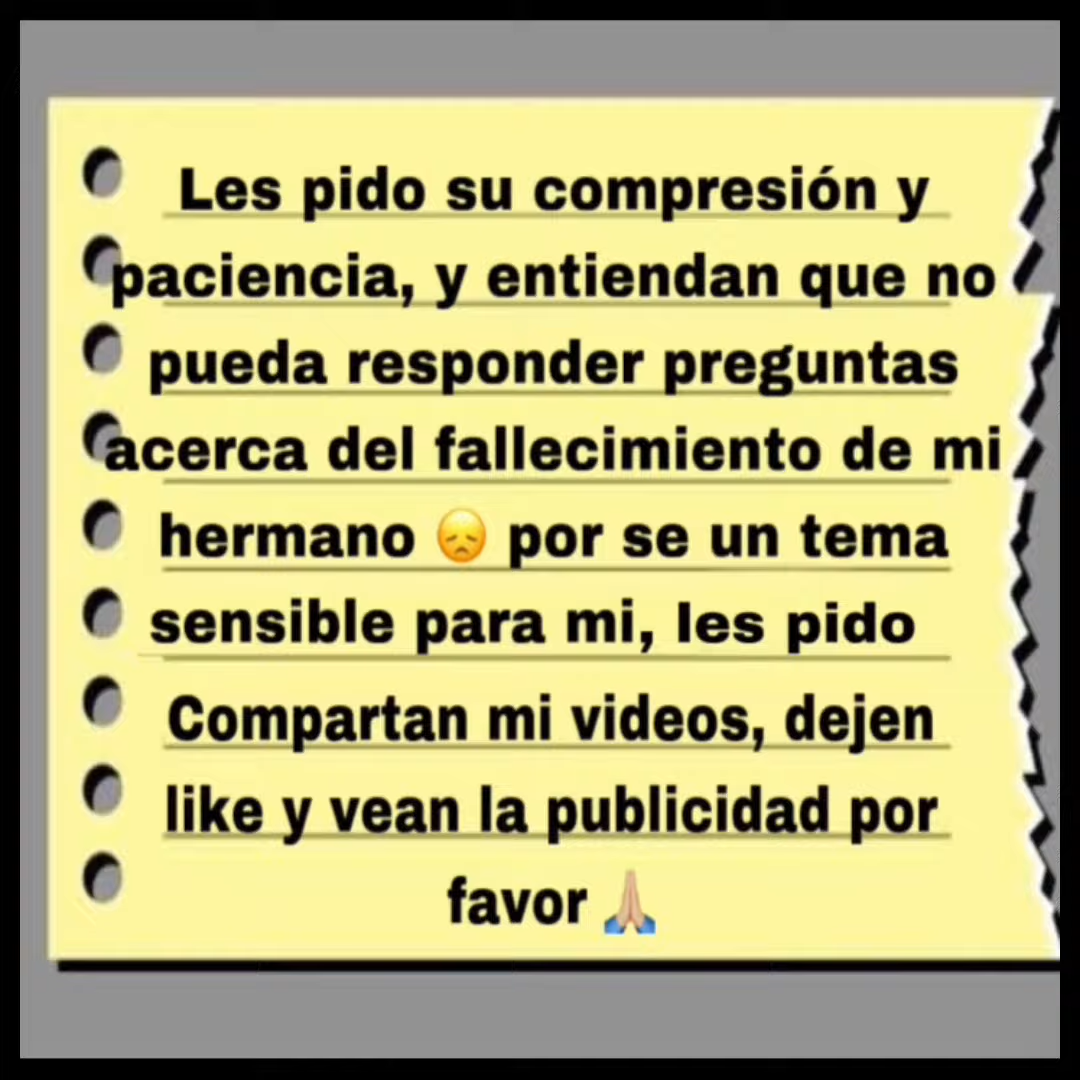 Les pido su compresión y
paciencia, y entiendan que no
pueda responder preguntas
acerca del fallecimiento de mi
hermano 😞 por se un tema
sensible para mi, les pido
Compartan mi videos, dejen
like y vean la publicidad por
favor 🙏🏼